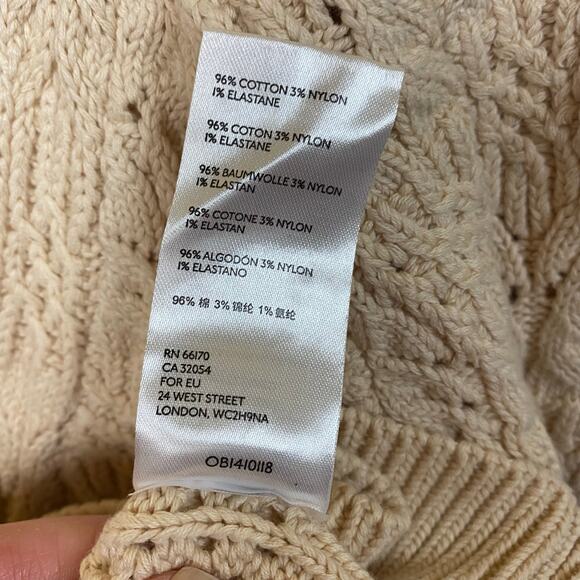 96% COTTON 3% NYLON
1% ELASTANE
96% COTON 3% NYLON
1% ELASTANE
96% BAUMWOLLE 3% NYLON
1% ELASTAN
96% COTONE 3% NYLON
1% ELASTAN
96% ALGODÓN 3% NYLON
1% ELASTANO
96% 棉 3% 锦纶 1% 氨纶
RN 66170
CA 32054
FOR EU
24 WEST STREET
LONDON, WC2H9NA
OB1410118